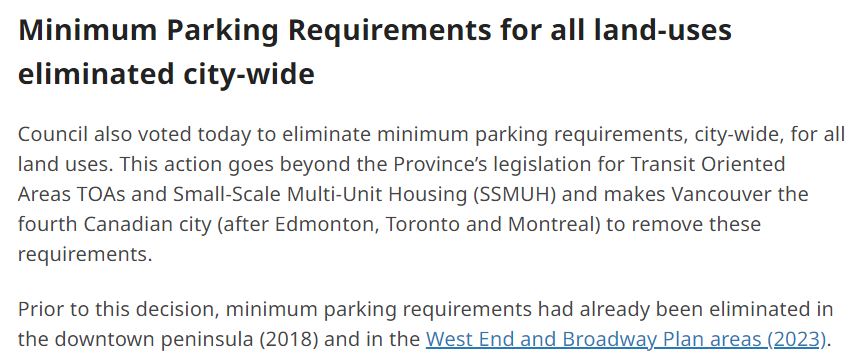 Minimum Parking Requirements for all land-uses
eliminated city-wide
Council also voted today to eliminate minimum parking requirements, city-wide, for all
land uses. This action goes beyond the Province’s legislation for Transit Oriented
Areas TOAs and Small-Scale Multi-Unit Housing (SSMUH) and makes Vancouver the
fourth Canadian city (after Edmonton, Toronto and Montreal) to remove these
requirements.
Prior to this decision, minimum parking requirements had already been eliminated in
the downtown peninsula (2018) and in the West End and Broadway Plan areas (2023).